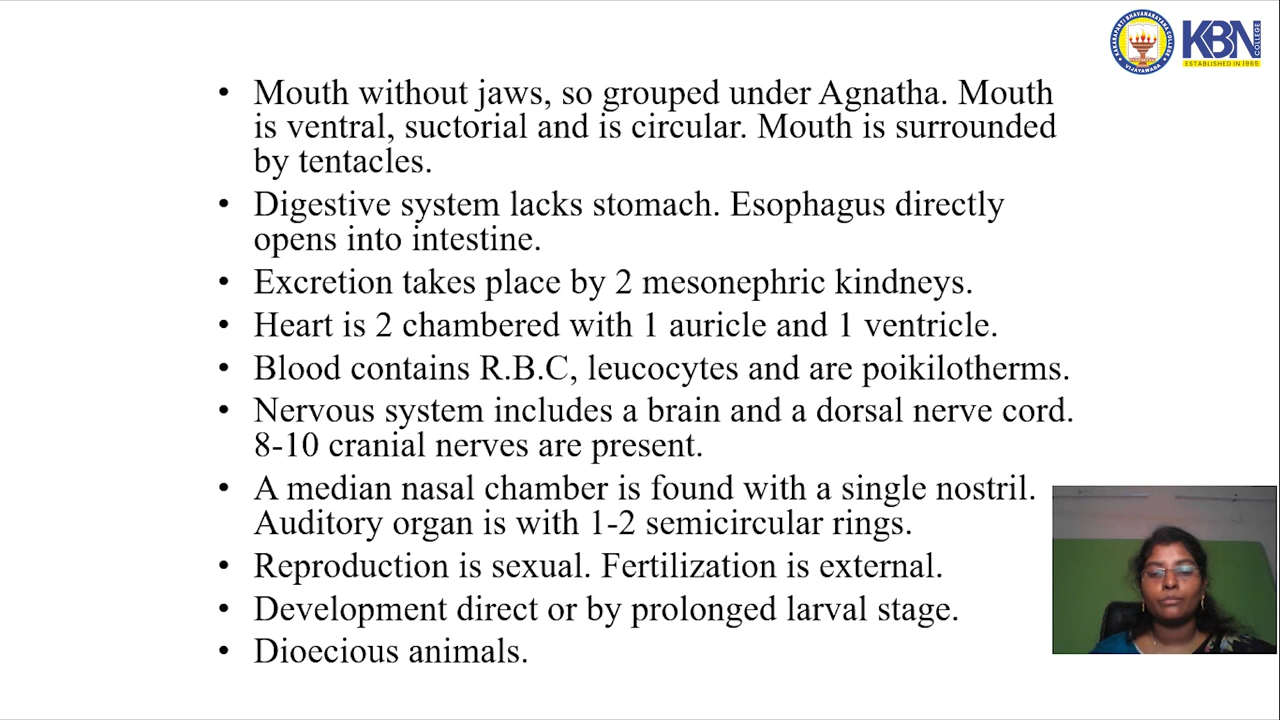 KBN
COLLEGE
ESTABLISHED IN 1965
• Mouth without jaws, so grouped under Agnatha. Mouth
is ventral, suctorial and is circular. Mouth is surrounded
by tentacles.
• Digestive system lacks stomach. Esophagus directly
opens into intestine.
• Excretion takes place by 2 mesonephric kindneys.
• Heart is 2 chambered with 1 auricle and 1 ventricle.
• Blood contains R.B.C, leucocytes and are poikilotherms.
• Nervous system includes a brain and a dorsal nerve cord.
8-10 cranial nerves are present.
• A median nasal chamber is found with a single nostril.
Auditory organ is with 1-2 semicircular rings.
• Reproduction is sexual. Fertilization is external.
• Development direct or by prolonged larval stage.
• Dioecious animals.